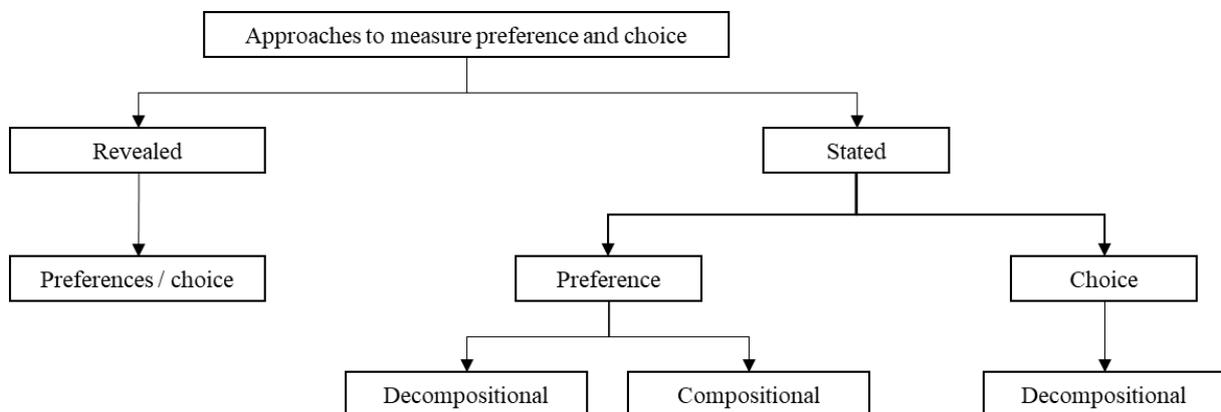 Approaches to measure preference and choice
Revealed
Stated
Preferences / choice
Preference
Choice
Decompositional
Compositional
Decompositional